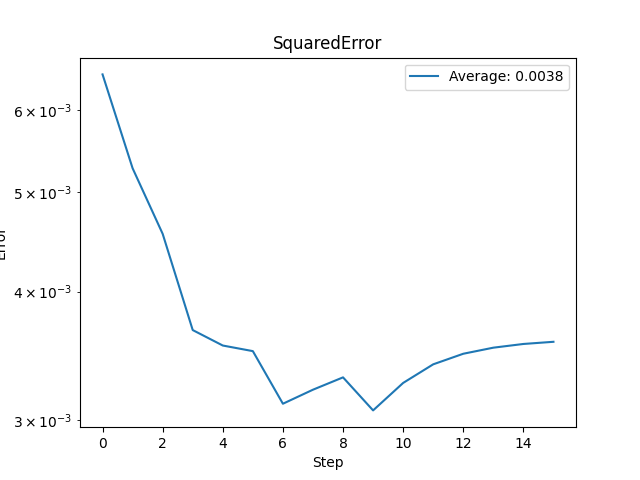 SquaredError
Average: 0.0038
6 × 10⁻³
5 × 10⁻³
4 × 10⁻³
3 × 10⁻³
Error
0 2 4 6 8 10 12 14
Step